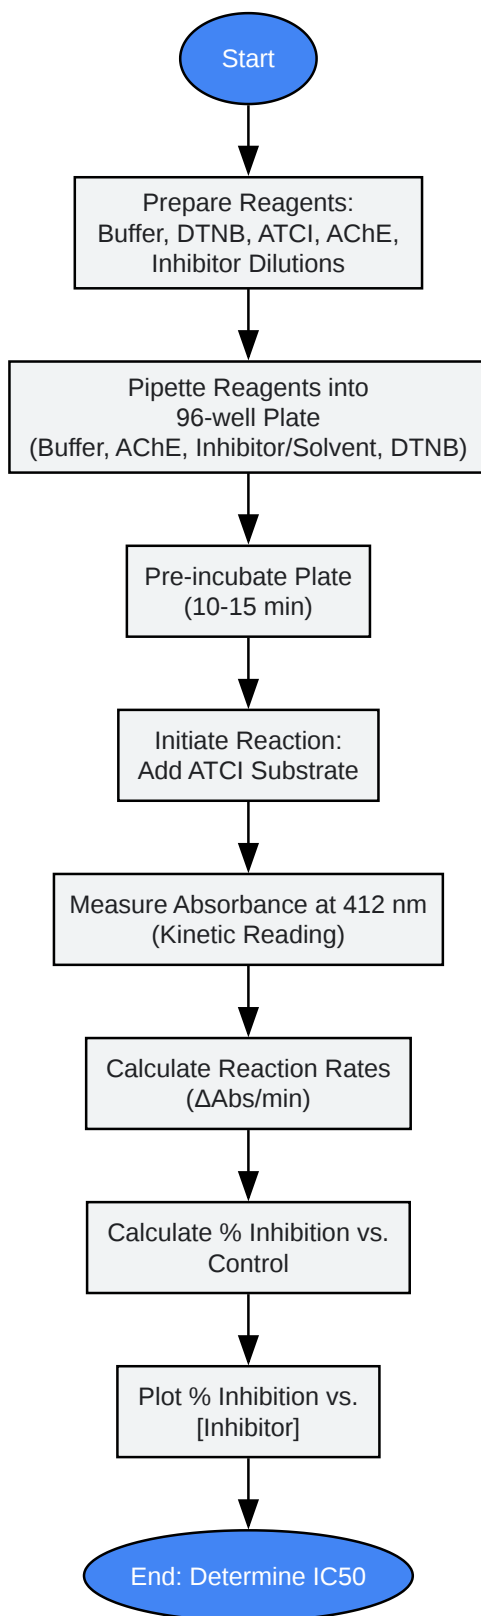 Start
Prepare Reagents:
Buffer, DTNB, ATCI, AChE,
Inhibitor Dilutions
Pipette Reagents into
96-well Plate
(Buffer, AChE, Inhibitor/Solvent, DTNB)
Pre-incubate Plate
(10-15 min)
Initiate Reaction:
Add ATCI Substrate
Measure Absorbance at 412 nm
(Kinetic Reading)
Calculate Reaction Rates
(ΔAbs/min)
Calculate % Inhibition vs.
Control
Plot % Inhibition vs.
[Inhibitor]
End: Determine IC50